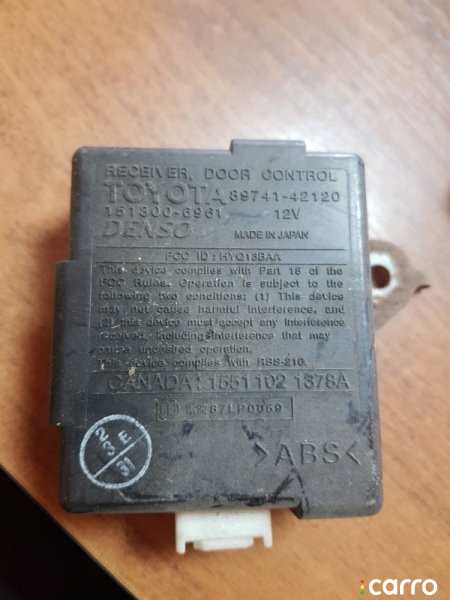 RECEIVER, DOOR CONTROL
TOYOTA 89741-42120
151300-6961 12V
DENSO MADE IN JAPAN
FCC ID : HYQ13BAA
This device complies with Part 15 of the
FCC Rules. Operation is subject to the
following two conditions: (1) This device
may not cause harmful interference, and
(2) this device must accept any interference
received, including interference that may
cause undesired operation.
This device complies with RSS-210.
CANADA: 1551 102 1378A
>ABS<
23 E
31
carro